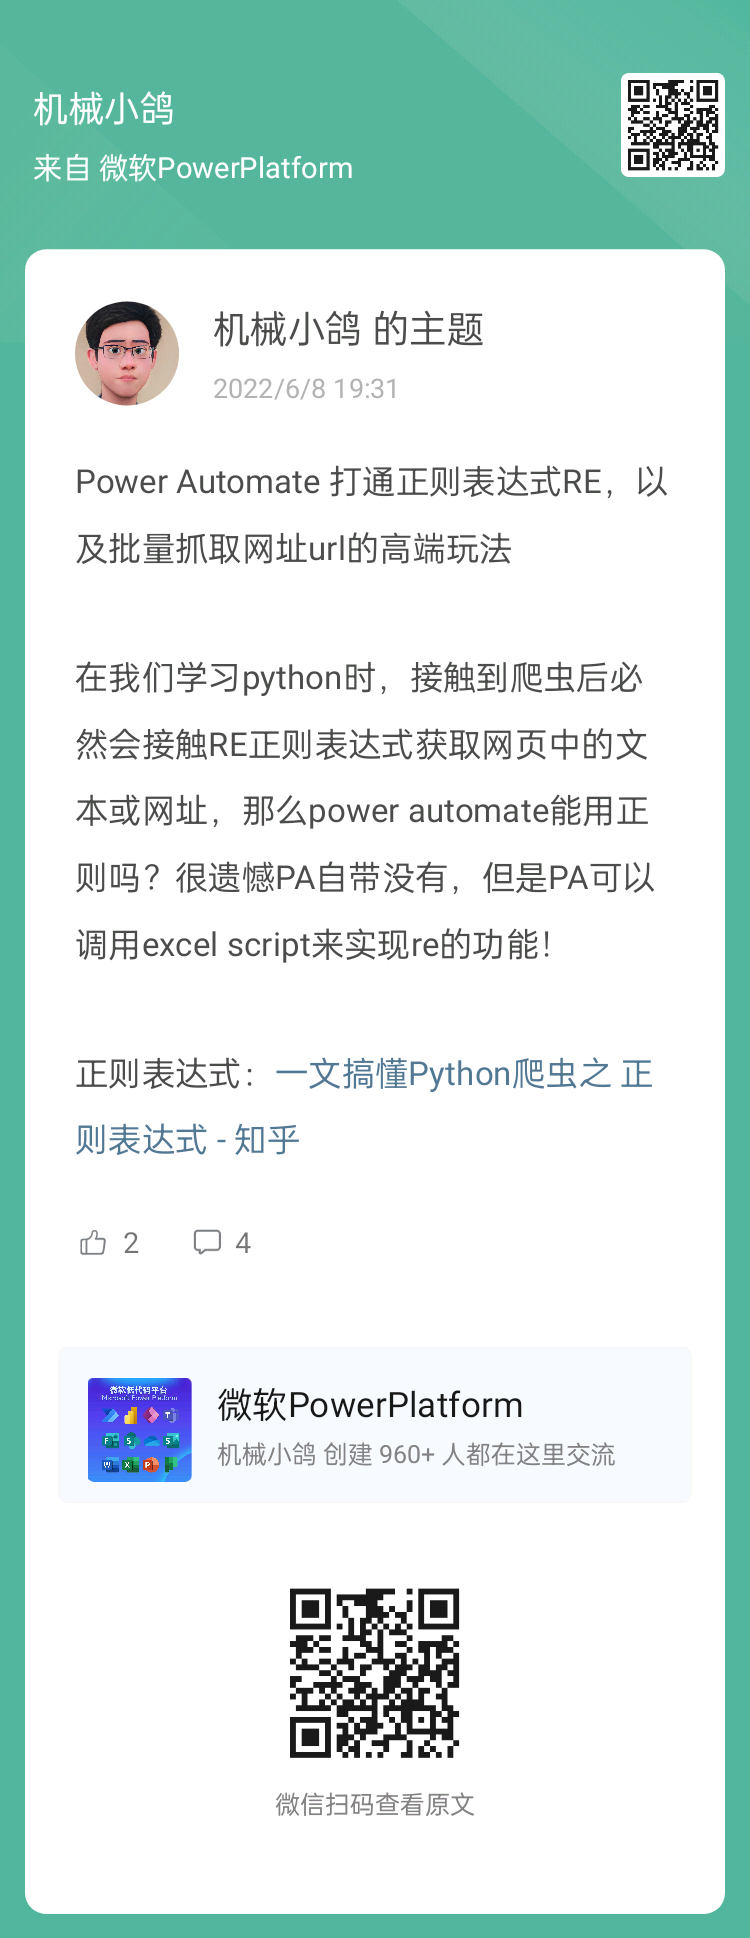 机械小鸽
来自 微软PowerPlatform
机械小鸽 的主题
2022/6/8 19:31
Power Automate 打通正则表达式RE，以
及批量抓取网址url的高端玩法
在我们学习python时，接触到爬虫后必
然会接触RE正则表达式获取网页中的文
本或网址，那么power automate能用正
则吗？很遗憾PA自带没有，但是PA可以
调用excel script来实现re的功能！
正则表达式：一文搞懂Python爬虫之 正
则表达式 - 知乎
2 4
微软低代码平台
Microsoft Power Platform
微软PowerPlatform
机械小鸽 创建 960+ 人都在这里交流
微信扫码查看原文